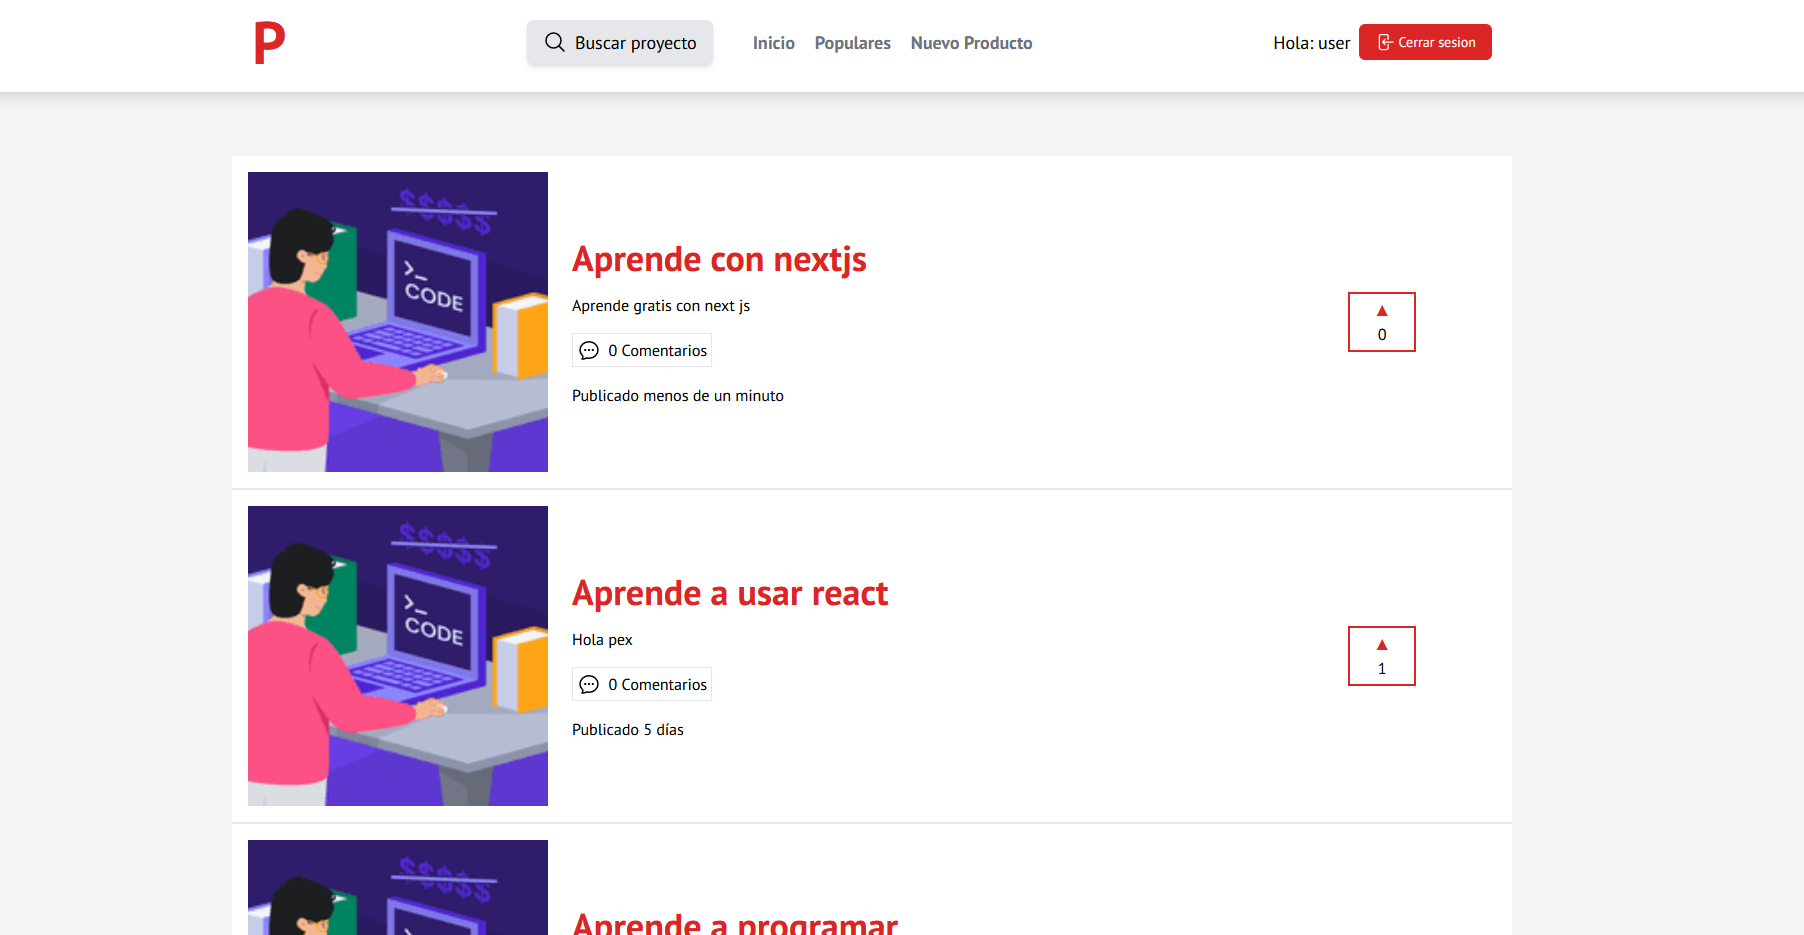 P
Buscar proyecto
Inicio Populares Nuevo Producto
Hola: user
Cerrar sesion
$$$$$
>_
CODE
Aprende con nextjs
Aprende gratis con next js
0 Comentarios
Publicado menos de un minuto
▲
0
$$$$$
>_
CODE
Aprende a usar react
Hola pex
0 Comentarios
Publicado 5 días
▲
1
$$$$$
Aprende a programar